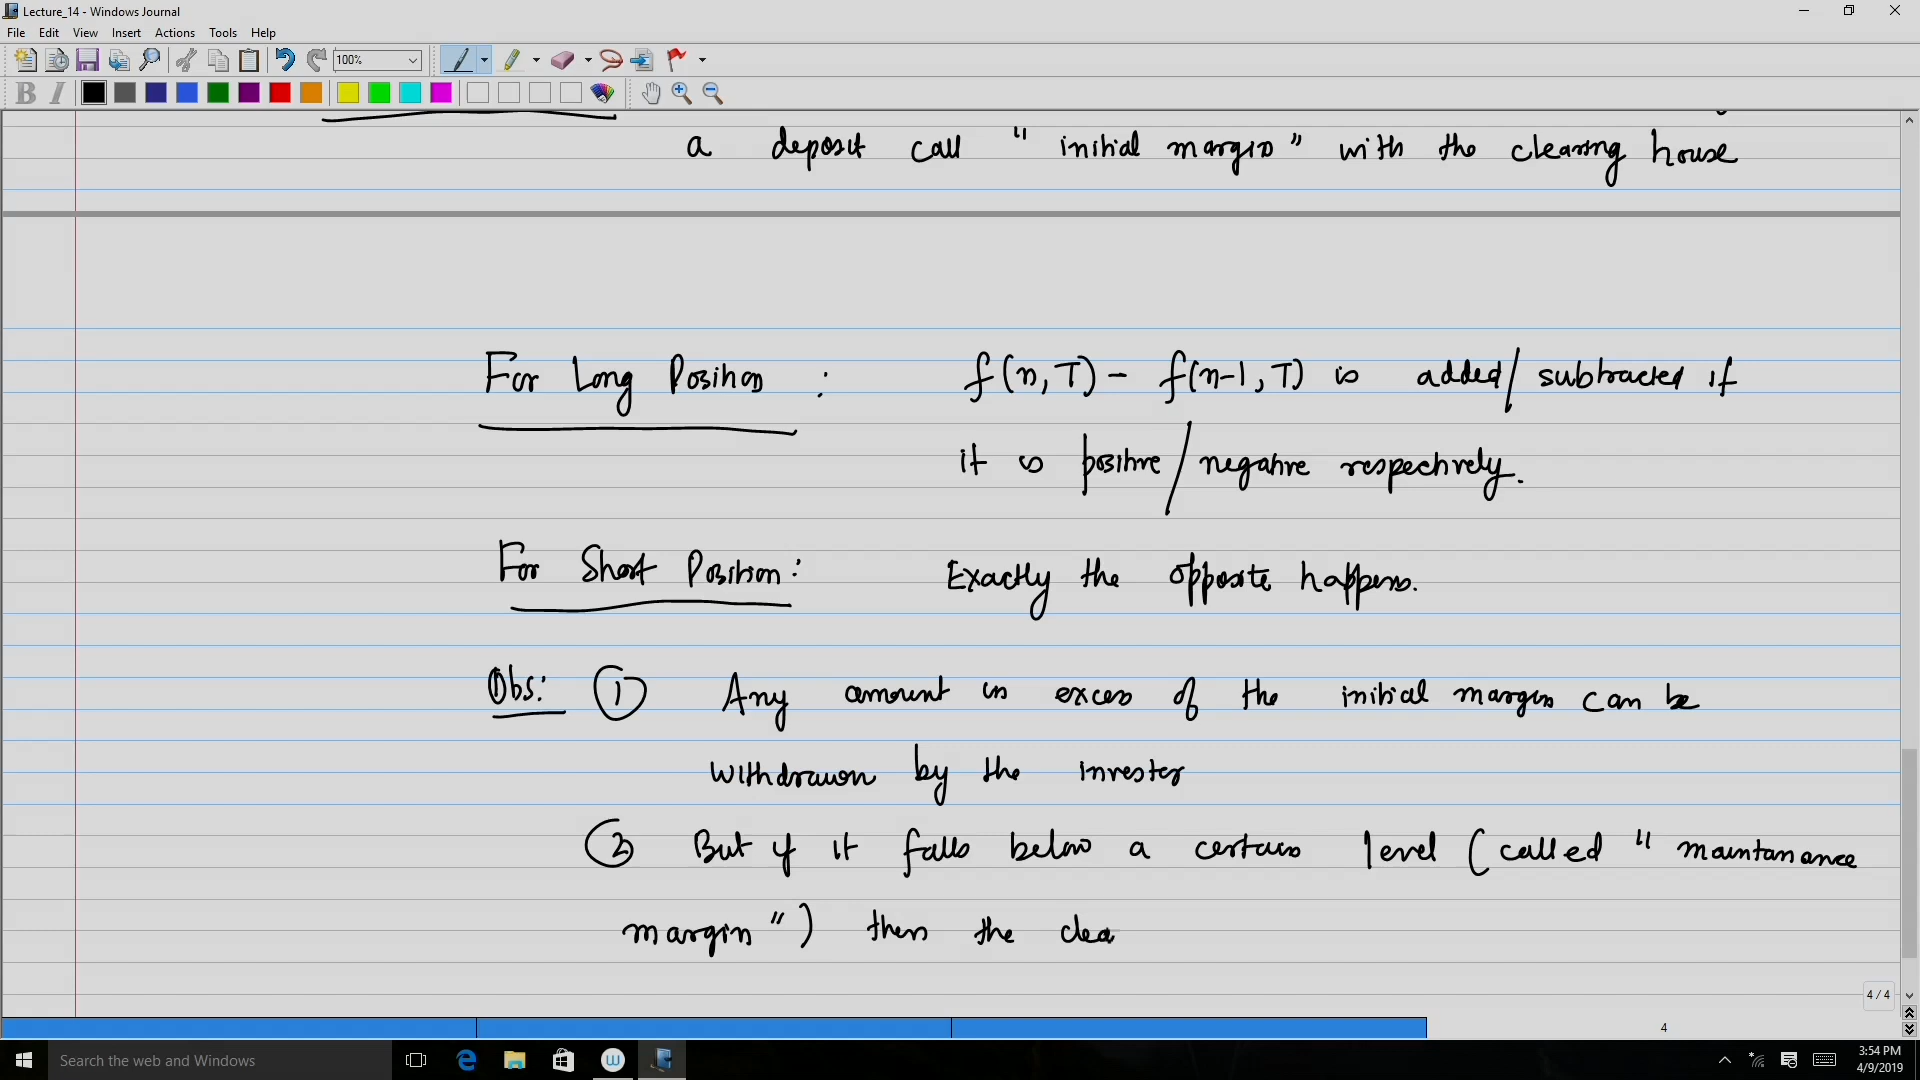 Lecture_14 - Windows Journal
File Edit View Insert Actions Tools Help
100%
B I
a deposit call "initial margin" with the clearing house
For Long Position : f(n,T) - f(n-1,T) is added/subtracted if
it is positive/negative respectively.
For Short Position: Exactly the opposite happens.
Obs: ① Any amount in exces of the initial margin can be
withdrawn by the investor
② But if it falls below a certain level (called "maintanance
margin") then the clea
4 / 4
4
Search the web and Windows
3:54 PM
4/9/2019